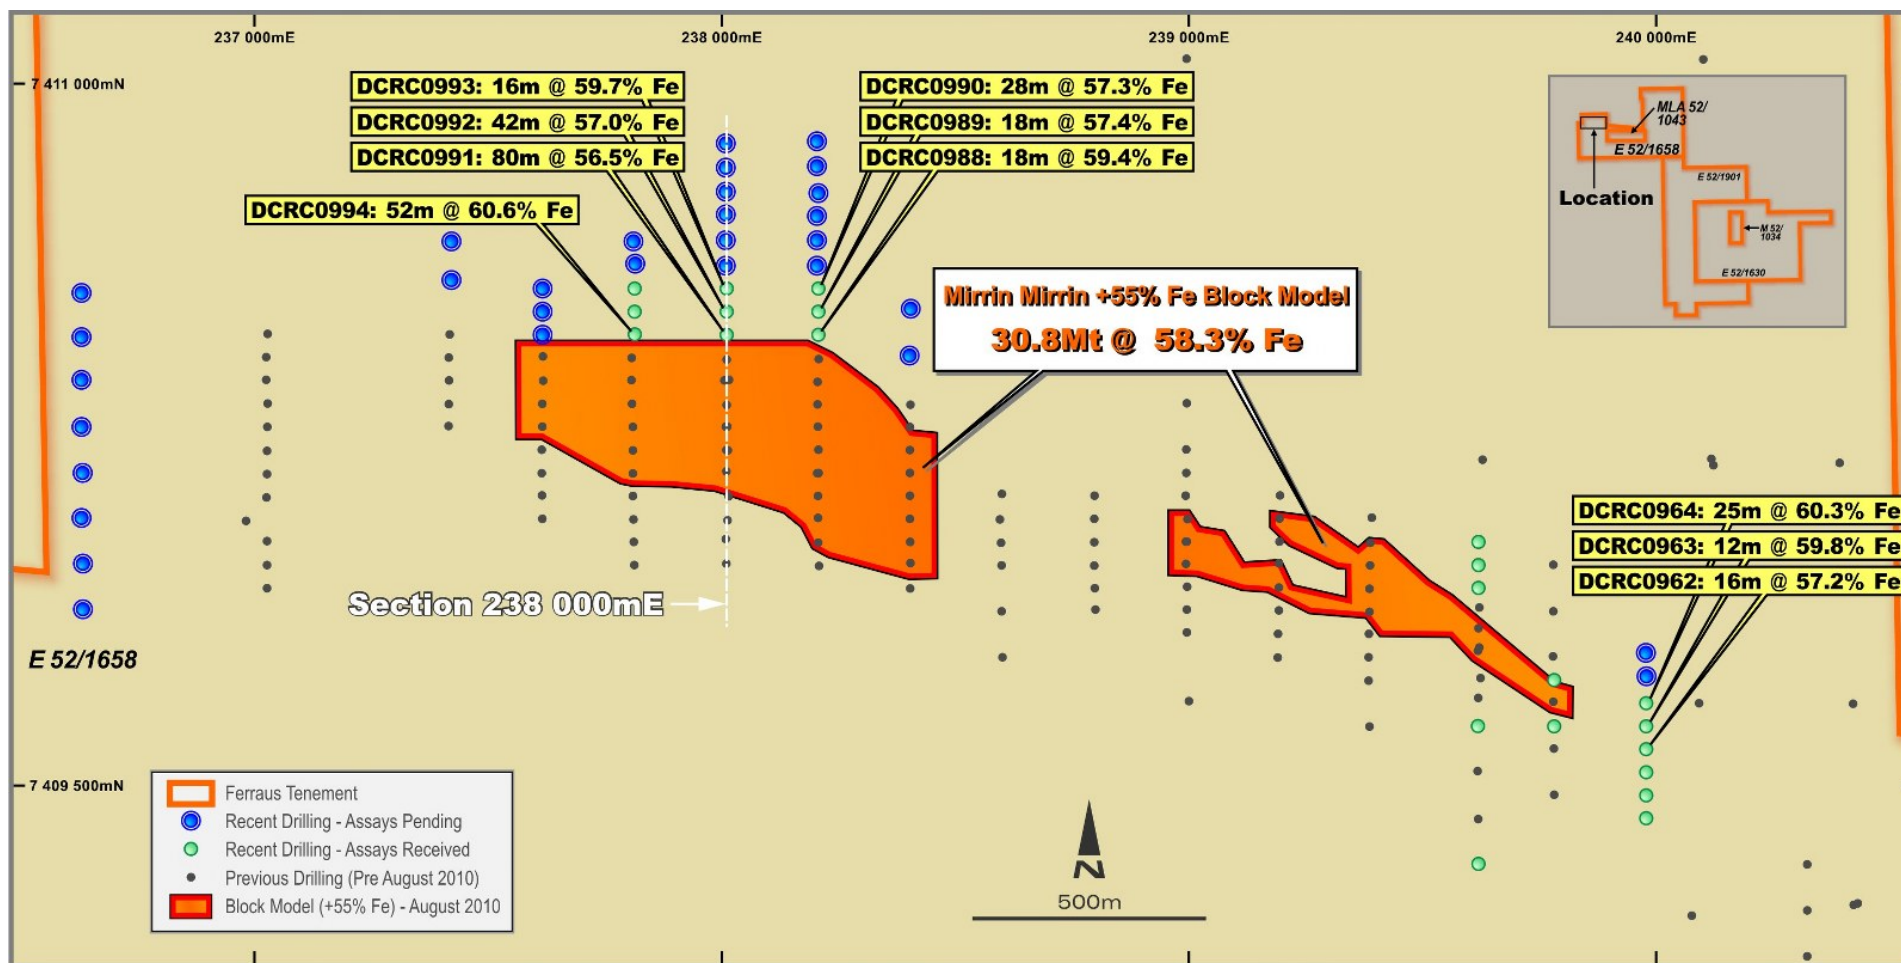 237 000mE
238 000mE
239 000mE
240 000mE
7 411 000mN
DCRC0993: 16m @ 59.7% Fe
DCRC0992: 42m @ 57.0% Fe
DCRC0991: 80m @ 56.5% Fe
DCRC0994: 52m @ 60.6% Fe
DCRC0990: 28m @ 57.3% Fe
DCRC0989: 18m @ 57.4% Fe
DCRC0988: 18m @ 59.4% Fe
MLA 52/
1043
E 52/1658
E 52/1901
Location
M 52/
1034
E 52/1630
Mirrin Mirrin +55% Fe Block Model
30.8Mt @ 58.3% Fe
DCRC0964: 25m @ 60.3% Fe
DCRC0963: 12m @ 59.8% Fe
DCRC0962: 16m @ 57.2% Fe
Section 238 000mE
E 52/1658
7 409 500mN
Ferraus Tenement
Recent Drilling - Assays Pending
Recent Drilling - Assays Received
Previous Drilling (Pre August 2010)
Block Model (+55% Fe) - August 2010
N
500m